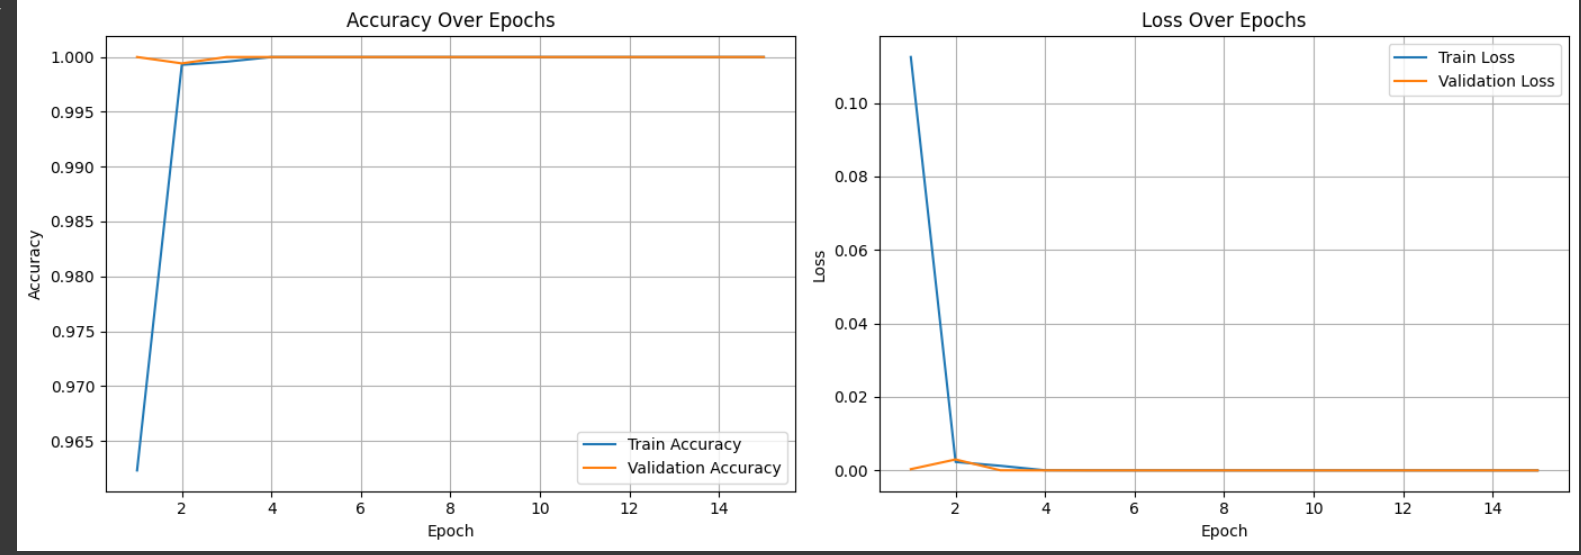 Accuracy Over Epochs
1.000
0.995
0.990
0.985
0.980
0.975
0.970
0.965
Accuracy
Train Accuracy
Validation Accuracy
2 4 6 8 10 12 14
Epoch
Loss Over Epochs
Train Loss
Validation Loss
0.10
0.08
0.06
0.04
0.02
0.00
Loss
2 4 6 8 10 12 14
Epoch